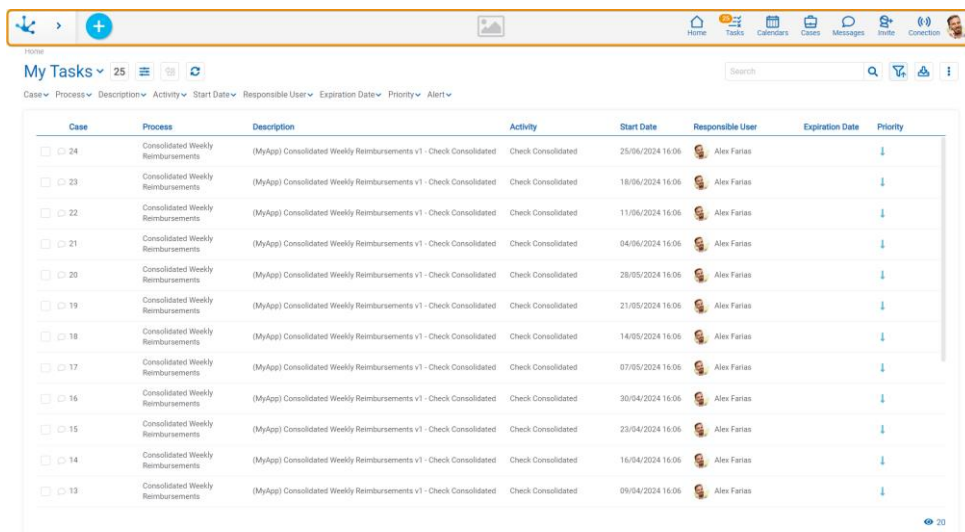 25
Home Tasks Calendars Cases Messages Invite Conection
Home
My Tasks 25
Search
Case Process Description Activity Start Date Responsible User Expiration Date Priority Alert
Case Process Description Activity Start Date Responsible User Expiration Date Priority
24 Consolidated Weekly Reimbursements (MyApp) Consolidated Weekly Reimbursements v1 - Check Consolidated Check Consolidated 25/06/2024 16:06 Alex Farias
23 Consolidated Weekly Reimbursements (MyApp) Consolidated Weekly Reimbursements v1 - Check Consolidated Check Consolidated 18/06/2024 16:06 Alex Farias
22 Consolidated Weekly Reimbursements (MyApp) Consolidated Weekly Reimbursements v1 - Check Consolidated Check Consolidated 11/06/2024 16:06 Alex Farias
21 Consolidated Weekly Reimbursements (MyApp) Consolidated Weekly Reimbursements v1 - Check Consolidated Check Consolidated 04/06/2024 16:06 Alex Farias
20 Consolidated Weekly Reimbursements (MyApp) Consolidated Weekly Reimbursements v1 - Check Consolidated Check Consolidated 28/05/2024 16:06 Alex Farias
19 Consolidated Weekly Reimbursements (MyApp) Consolidated Weekly Reimbursements v1 - Check Consolidated Check Consolidated 21/05/2024 16:06 Alex Farias
18 Consolidated Weekly Reimbursements (MyApp) Consolidated Weekly Reimbursements v1 - Check Consolidated Check Consolidated 14/05/2024 16:06 Alex Farias
17 Consolidated Weekly Reimbursements (MyApp) Consolidated Weekly Reimbursements v1 - Check Consolidated Check Consolidated 07/05/2024 16:06 Alex Farias
16 Consolidated Weekly Reimbursements (MyApp) Consolidated Weekly Reimbursements v1 - Check Consolidated Check Consolidated 30/04/2024 16:06 Alex Farias
15 Consolidated Weekly Reimbursements (MyApp) Consolidated Weekly Reimbursements v1 - Check Consolidated Check Consolidated 23/04/2024 16:06 Alex Farias
14 Consolidated Weekly Reimbursements (MyApp) Consolidated Weekly Reimbursements v1 - Check Consolidated Check Consolidated 16/04/2024 16:06 Alex Farias
13 Consolidated Weekly Reimbursements (MyApp) Consolidated Weekly Reimbursements v1 - Check Consolidated Check Consolidated 09/04/2024 16:06 Alex Farias
20